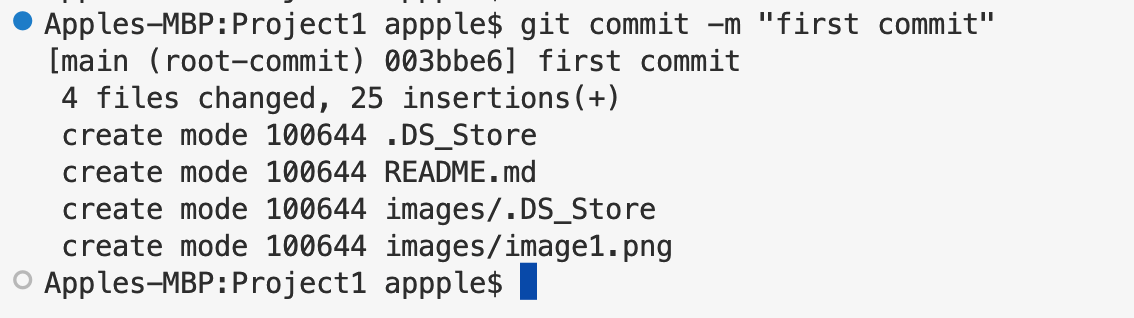 Apples-MBP:Project1 appple$ git commit -m "first commit"
[main (root-commit) 003bbe6] first commit
 4 files changed, 25 insertions(+)
 create mode 100644 .DS_Store
 create mode 100644 README.md
 create mode 100644 images/.DS_Store
 create mode 100644 images/image1.png
Apples-MBP:Project1 appple$